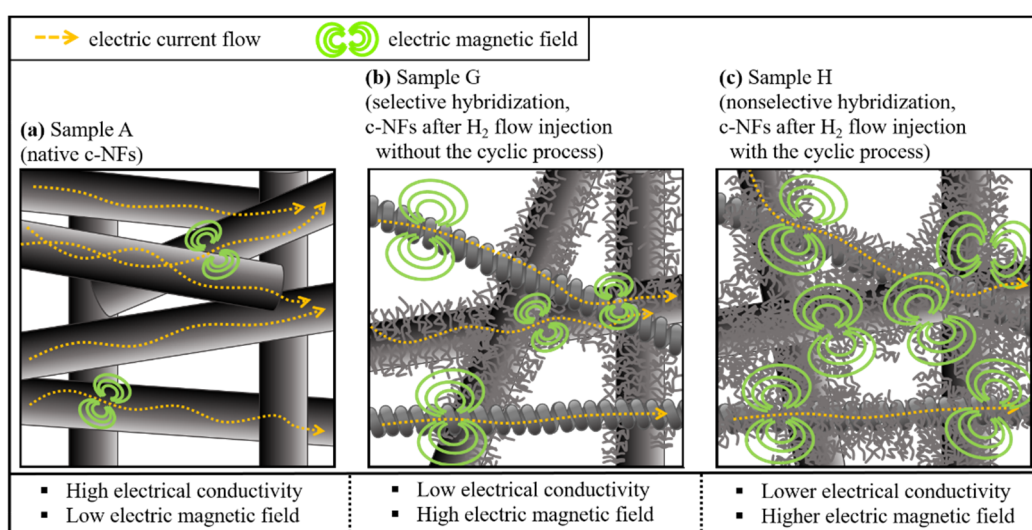 electric current flow
electric magnetic field
(a) Sample A
(native c-NFs)
(b) Sample G
(selective hybridization,
c-NFs after H₂ flow injection
without the cyclic process)
(c) Sample H
(nonselective hybridization,
c-NFs after H₂ flow injection
with the cyclic process)
▪ High electrical conductivity
▪ Low electric magnetic field
▪ Low electrical conductivity
▪ High electric magnetic field
▪ Lower electrical conductivity
▪ Higher electric magnetic field